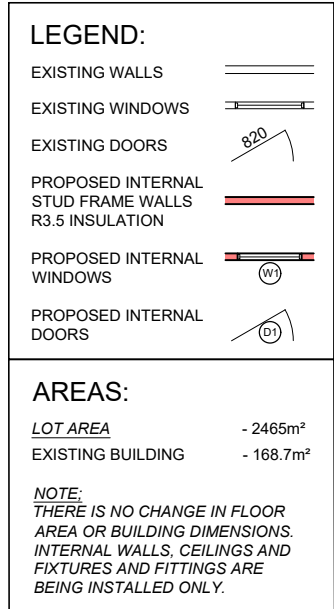 LEGEND:
EXISTING WALLS
EXISTING WINDOWS
EXISTING DOORS
820
PROPOSED INTERNAL
STUD FRAME WALLS
R3.5 INSULATION
PROPOSED INTERNAL
WINDOWS
W1
PROPOSED INTERNAL
DOORS
D1
AREAS:
LOT AREA - 2465m²
EXISTING BUILDING - 168.7m²
NOTE;
THERE IS NO CHANGE IN FLOOR
AREA OR BUILDING DIMENSIONS.
INTERNAL WALLS, CEILINGS AND
FIXTURES AND FITTINGS ARE
BEING INSTALLED ONLY.